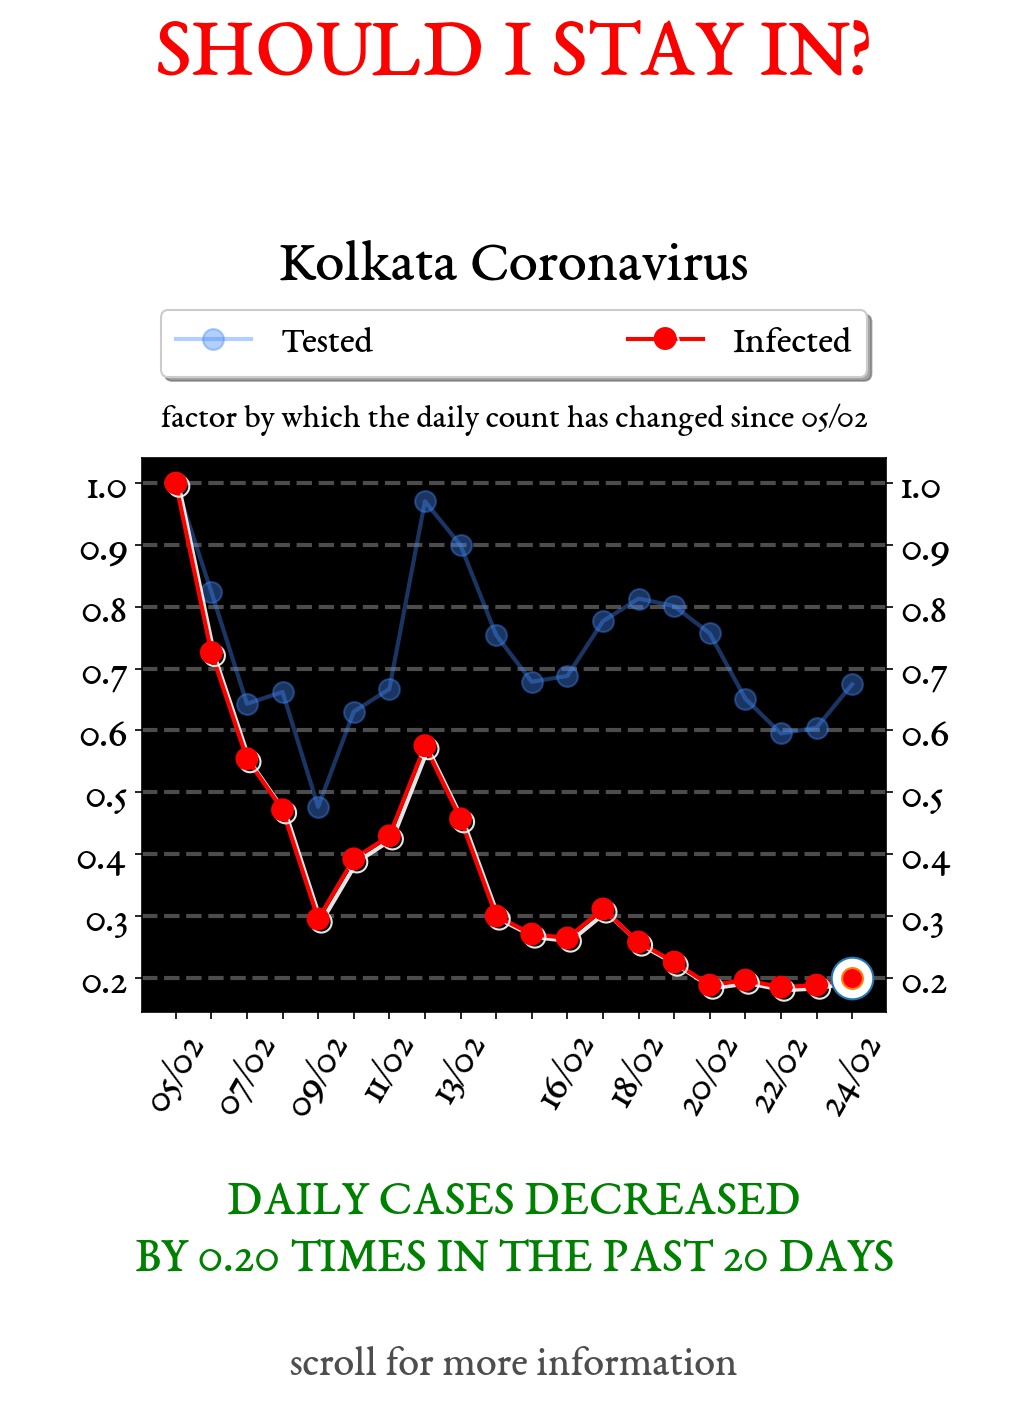 SHOULD I STAY IN?
Kolkata Coronavirus
Tested Infected
factor by which the daily count has changed since 05/02
1.0 1.0
0.9 0.9
0.8 0.8
0.7 0.7
0.6 0.6
0.5 0.5
0.4 0.4
0.3 0.3
0.2 0.2
05/02 07/02 09/02 11/02 13/02 16/02 18/02 20/02 22/02 24/02
DAILY CASES DECREASED
BY 0.20 TIMES IN THE PAST 20 DAYS
scroll for more information